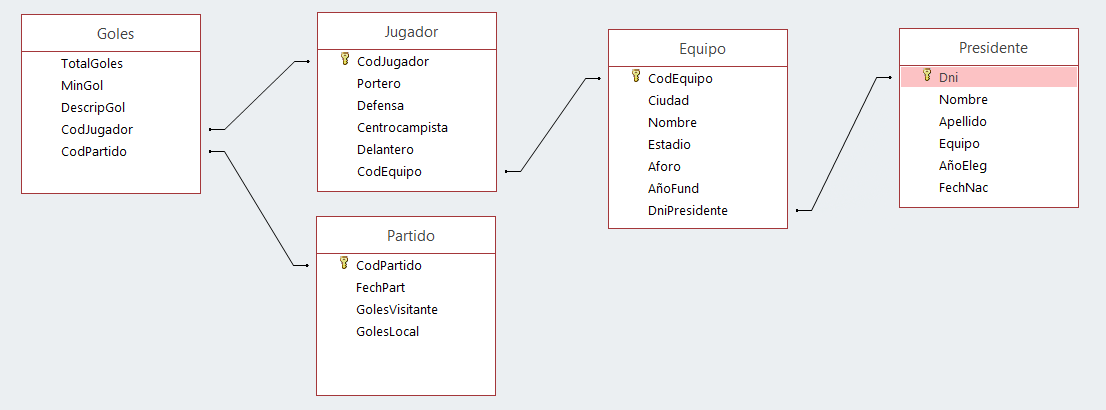 Goles
TotalGoles
MinGol
DescripGol
CodJugador
CodPartido
Jugador
CodJugador
Portero
Defensa
Centrocampista
Delantero
CodEquipo
Partido
CodPartido
FechPart
GolesVisitante
GolesLocal
Equipo
CodEquipo
Ciudad
Nombre
Estadio
Aforo
AñoFund
DniPresidente
Presidente
Dni
Nombre
Apellido
Equipo
AñoEleg
FechNac